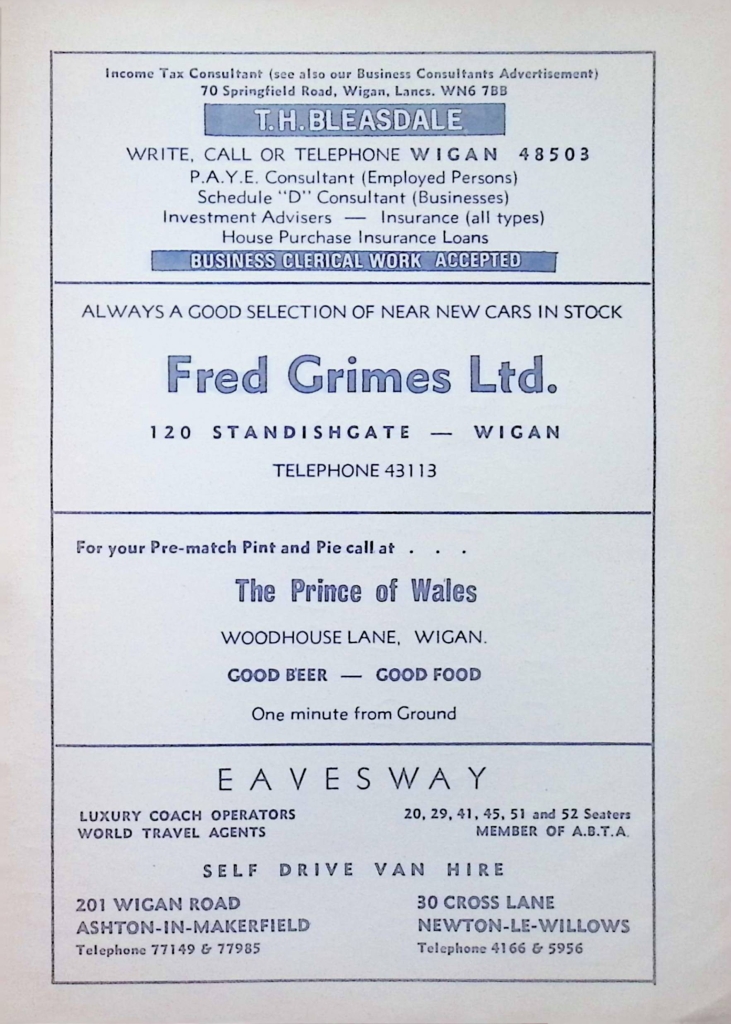 Income Tax Consultant (see also our Business Consultants Advertisement)
70 Springfield Road, Wigan, Lancs. WN6 7BB
T.H.BLEASDALE
WRITE, CALL OR TELEPHONE WIGAN 48503
P.A.Y.E. Consultant (Employed Persons)
Schedule "D" Consultant (Businesses)
Investment Advisers — Insurance (all types)
House Purchase Insurance Loans
BUSINESS CLERICAL WORK ACCEPTED
ALWAYS A GOOD SELECTION OF NEAR NEW CARS IN STOCK
Fred Grimes Ltd.
120 STANDISHGATE — WIGAN
TELEPHONE 43113
For your Pre-match Pint and Pie call at . . .
The Prince of Wales
WOODHOUSE LANE, WIGAN.
GOOD BEER — GOOD FOOD
One minute from Ground
EAVESWAY
LUXURY COACH OPERATORS
WORLD TRAVEL AGENTS
20, 29, 41, 45, 51 and 52 Seaters
MEMBER OF A.B.T.A.
SELF DRIVE VAN HIRE
201 WIGAN ROAD
ASHTON-IN-MAKERFIELD
Telephone 77149 & 77985
30 CROSS LANE
NEWTON-LE-WILLOWS
Telephone 4166 & 5956